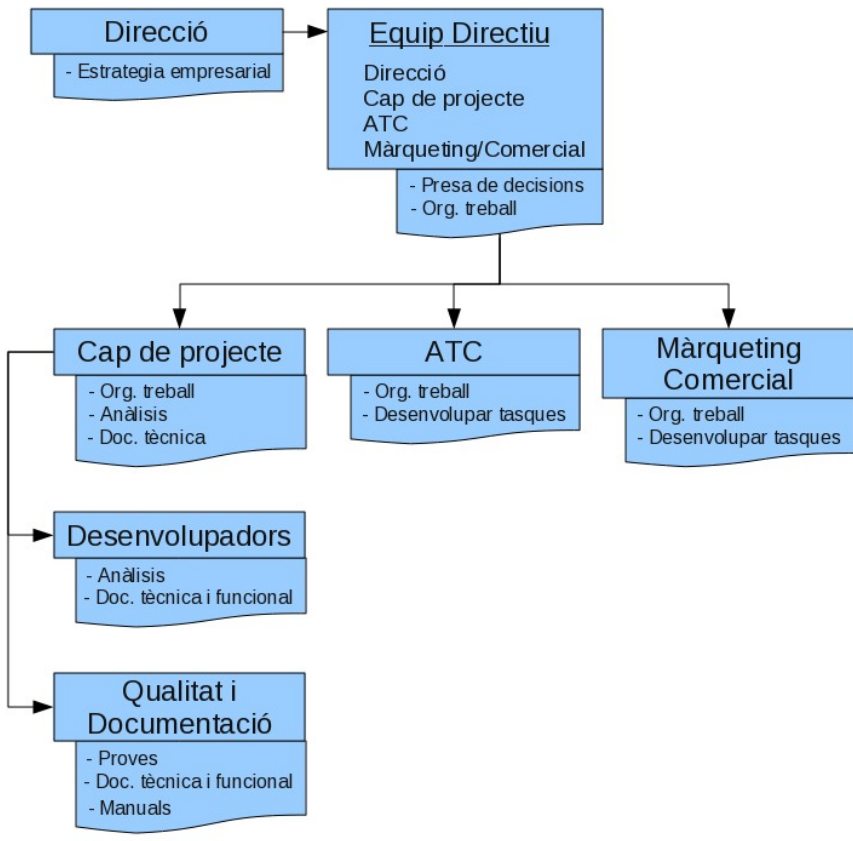 Direcció
- Estrategia empresarial
Equip Directiu
Direcció
Cap de projecte
ATC
Màrqueting/Comercial
- Presa de decisions
- Org. treball
Cap de projecte
- Org. treball
- Anàlisis
- Doc. tècnica
ATC
- Org. treball
- Desenvolupar tasques
Màrqueting
Comercial
- Org. treball
- Desenvolupar tasques
Desenvolupadors
- Anàlisis
- Doc. tècnica i funcional
Qualitat i
Documentació
- Proves
- Doc. tècnica i funcional
- Manuals